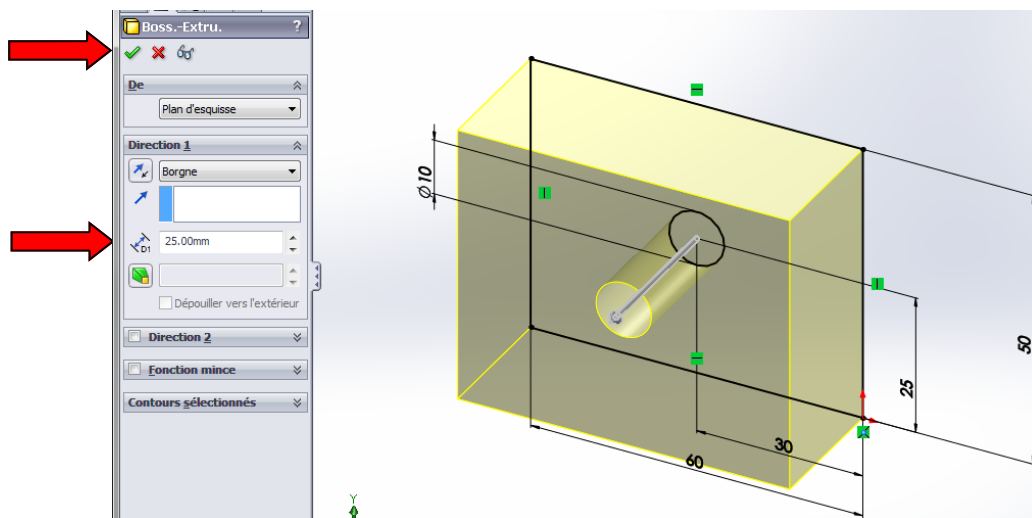 Boss.-Extru. ?
De
Plan d'esquisse
Direction 1
Borgne
D1
25.00mm
Dépouiller vers l'extérieur
Direction 2
Fonction mince
Contours sélectionnés
Ø10
50
25
30
60
Y